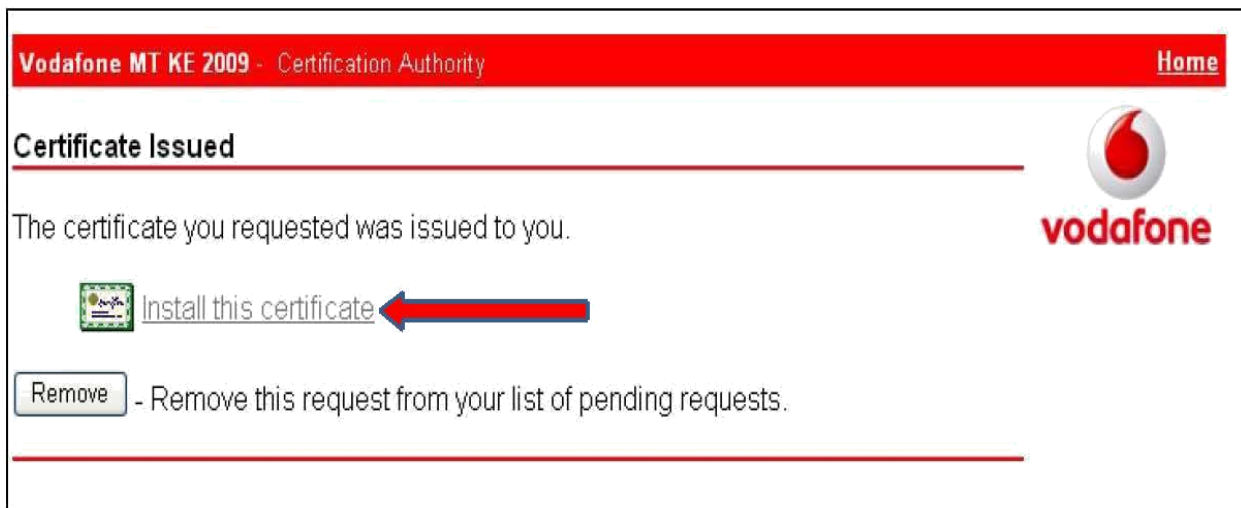 Vodafone MT KE 2009 - Certification Authority Home
Certificate Issued
vodafone
The certificate you requested was issued to you.
Install this certificate
Remove - Remove this request from your list of pending requests.